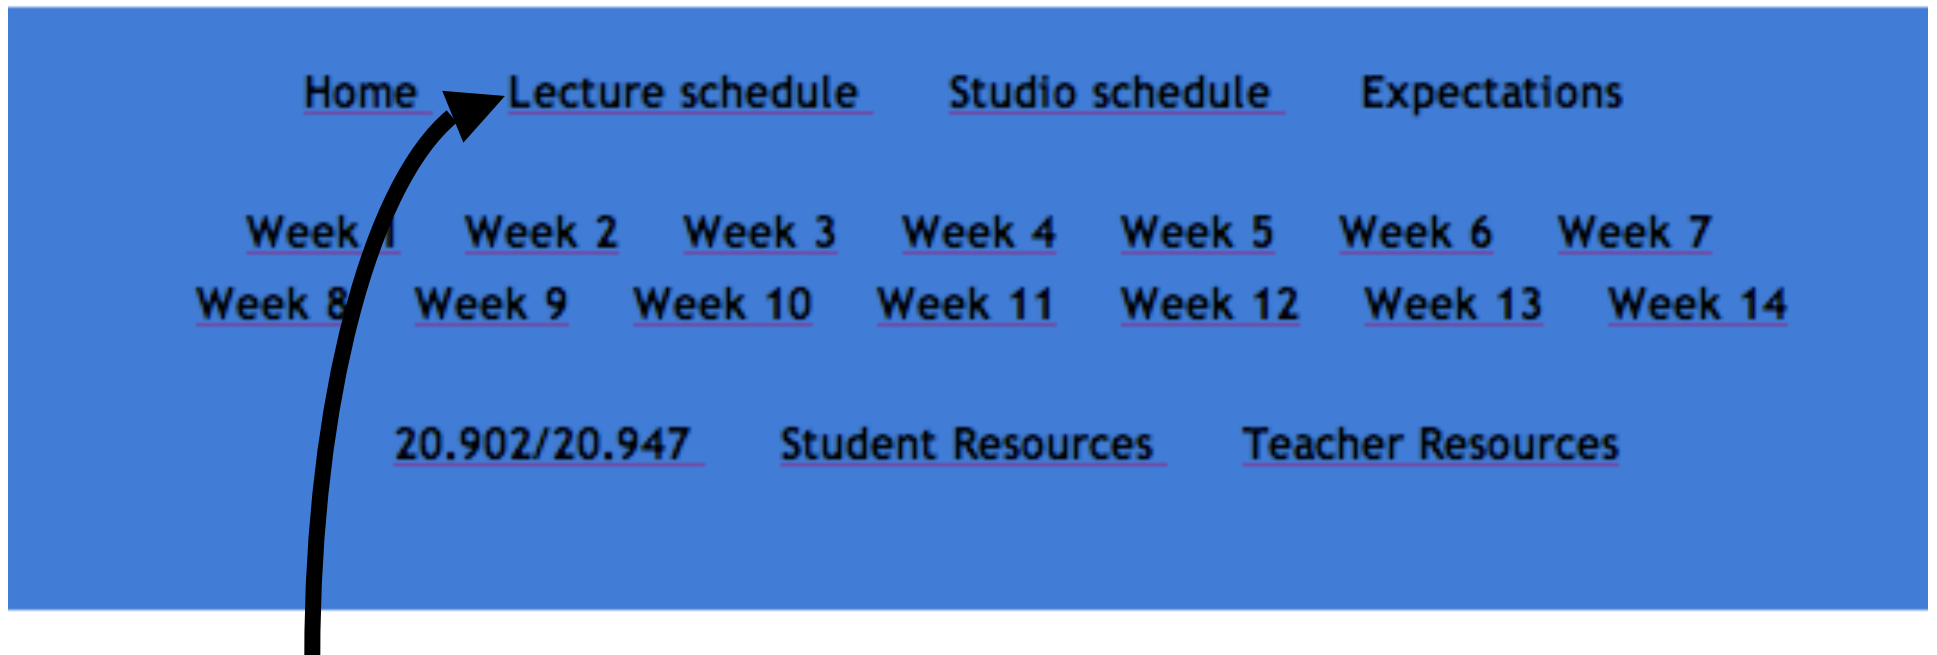 Home Lecture schedule Studio schedule Expectations
Week 1 Week 2 Week 3 Week 4 Week 5 Week 6 Week 7
Week 8 Week 9 Week 10 Week 11 Week 12 Week 13 Week 14
20.902/20.947 Student Resources Teacher Resources